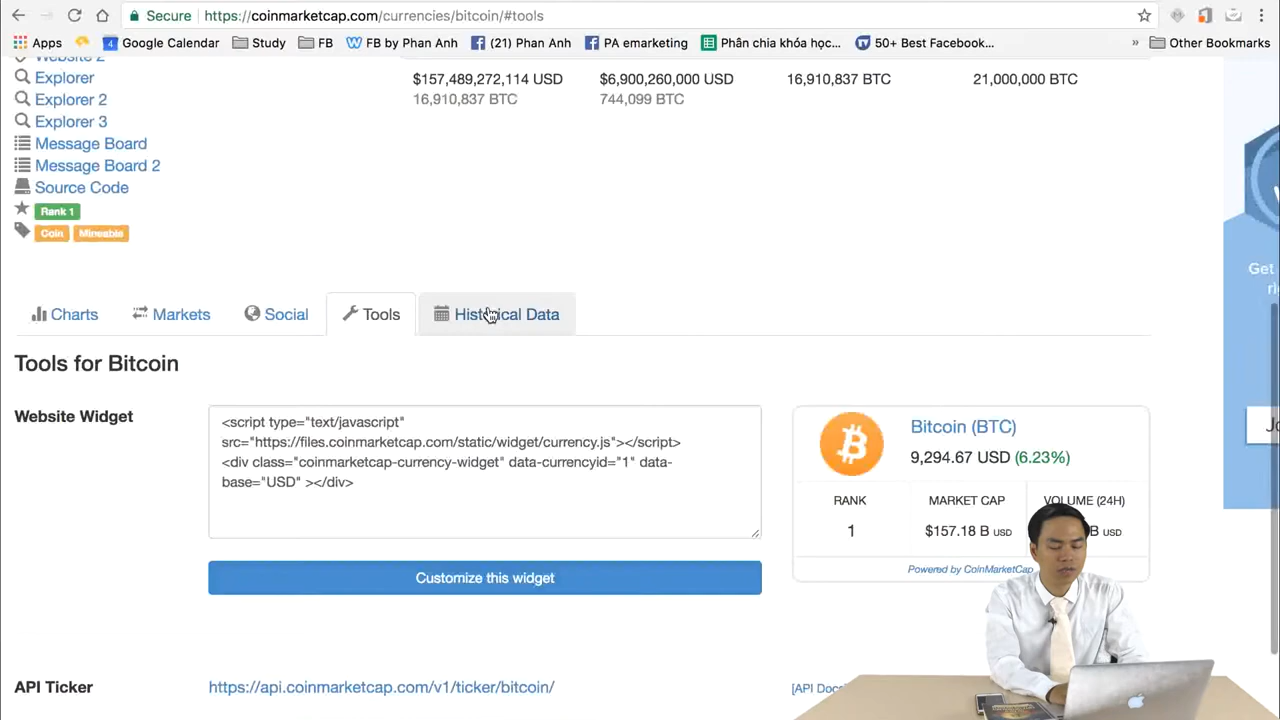 Secure https://coinmarketcap.com/currencies/bitcoin/#tools
Apps Google Calendar Study FB FB by Phan Anh (21) Phan Anh PA emarketing Phân chia khóa học... 50+ Best Facebook... » Other Bookmarks
Website 2
Explorer
Explorer 2
Explorer 3
Message Board
Message Board 2
Source Code
Rank 1
Coin Mineable
$157,489,272,114 USD $6,900,260,000 USD 16,910,837 BTC 21,000,000 BTC
16,910,837 BTC 744,099 BTC
Get
Charts Markets Social Tools Historical Data
Tools for Bitcoin
Website Widget
<script type="text/javascript"
src="https://files.coinmarketcap.com/static/widget/currency.js"></script>
<div class="coinmarketcap-currency-widget" data-currencyid="1" data-
base="USD" ></div>
Customize this widget
Bitcoin (BTC)
9,294.67 USD (6.23%)
RANK MARKET CAP VOLUME (24H)
1 $157.18 B USD B USD
Powered by CoinMarketCap
API Ticker https://api.coinmarketcap.com/v1/ticker/bitcoin/ [API Docs